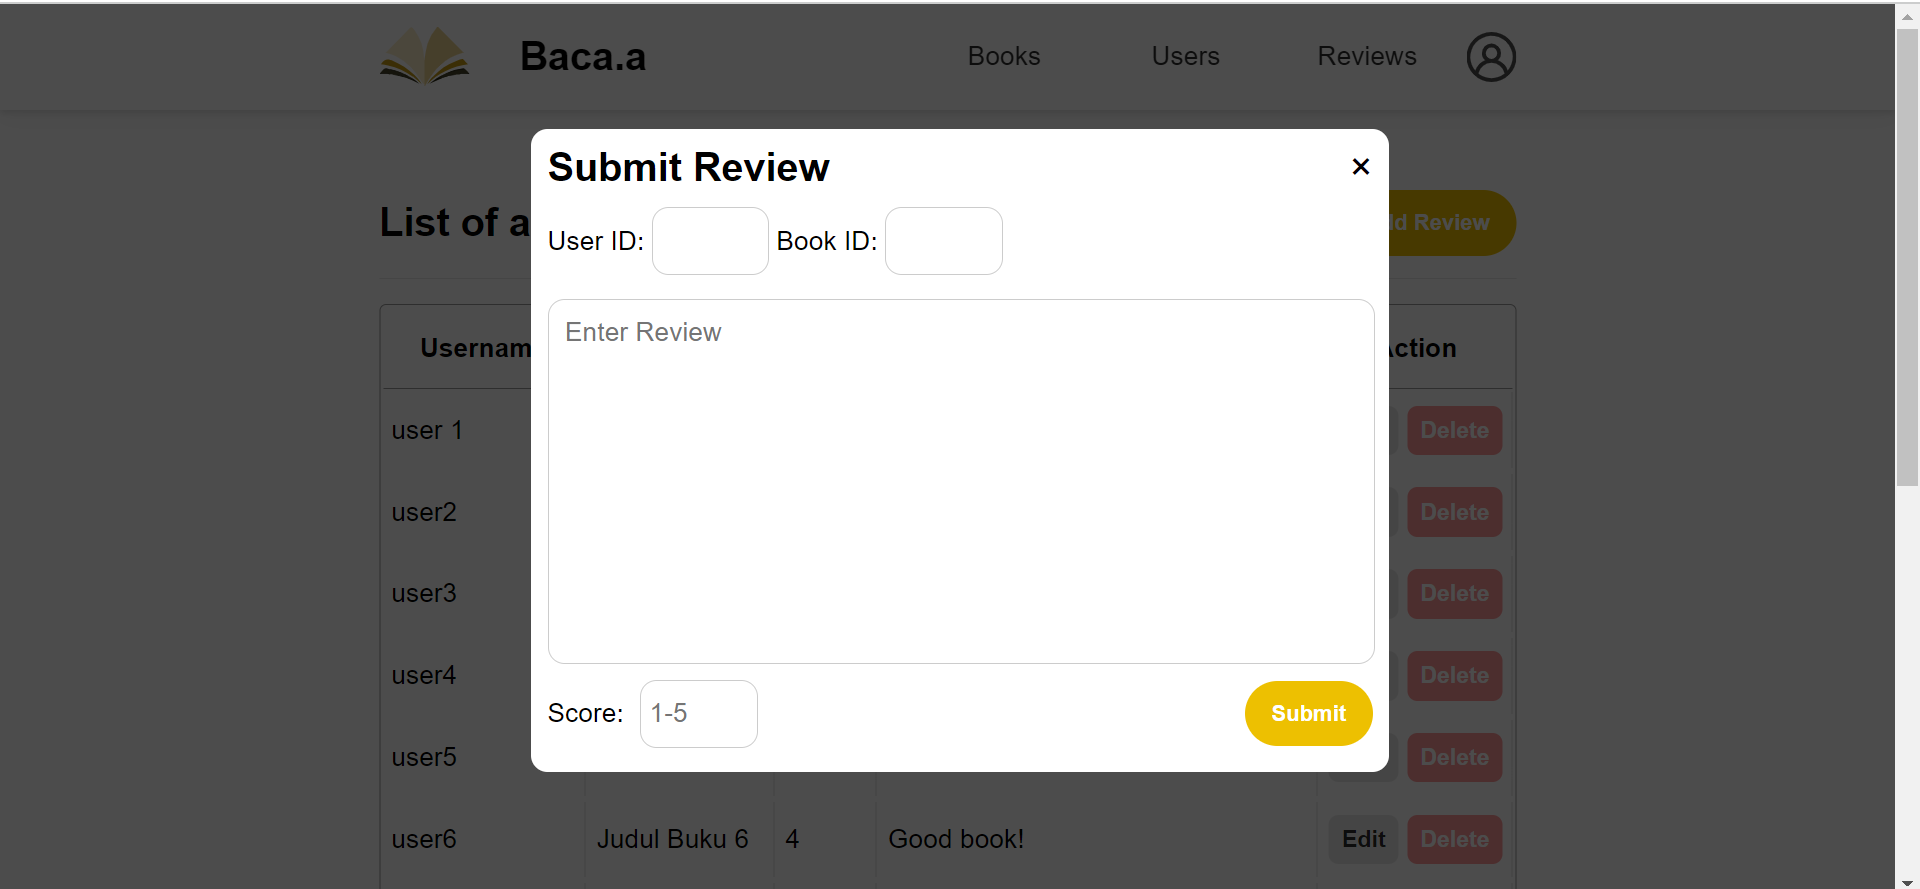 Baca.a Books Users Reviews
Submit Review ×
List of a
ld Review
User ID: Book ID:
Enter Review
Usernam
Action
user 1 Delete
user2 Delete
user3 Delete
user4 Delete
Score: 1-5 Submit
user5 Delete
user6 Judul Buku 6 4 Good book! Edit Delete